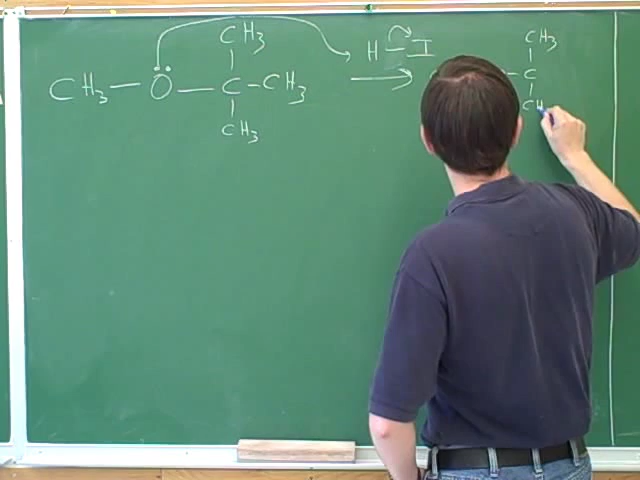 CH3
CH3 — O — C - CH3
CH3
H — I
CH3
C
CH